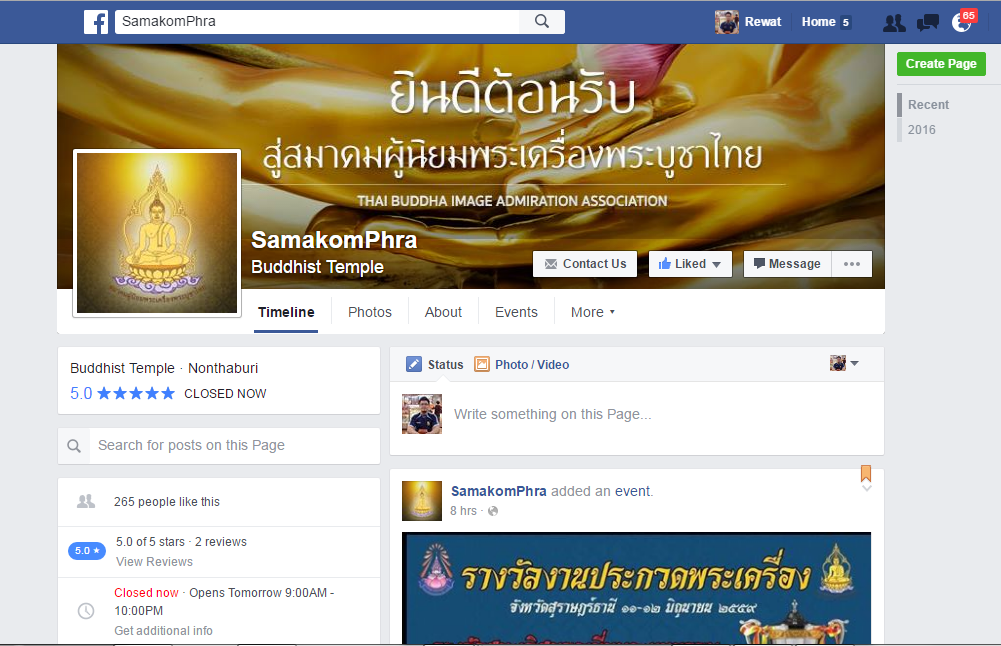 SamakomPhra
Rewat
Home 5
85
Create Page
Recent
2016
ยินดีต้อนรับ
สู่สมาคมผู้นิยมพระเครื่องพระบูชาไทย
THAI BUDDHA IMAGE ADMIRATION ASSOCIATION
SamakomPhra
Buddhist Temple
Contact Us
Liked
Message
Timeline
Photos
About
Events
More
Buddhist Temple · Nonthaburi
5.0 ★★★★★ CLOSED NOW
Search for posts on this Page
265 people like this
5.0 ★
5.0 of 5 stars · 2 reviews
View Reviews
Closed now · Opens Tomorrow 9:00AM -
10:00PM
Get additional info
Status
Photo / Video
Write something on this Page...
SamakomPhra added an event.
8 hrs ·
รางวัลงานประกวดพระเครื่อง
จังหวัดสุราษฎร์ธานี ๑๑-๑๒ มิถุนายน ๒๕๕๙